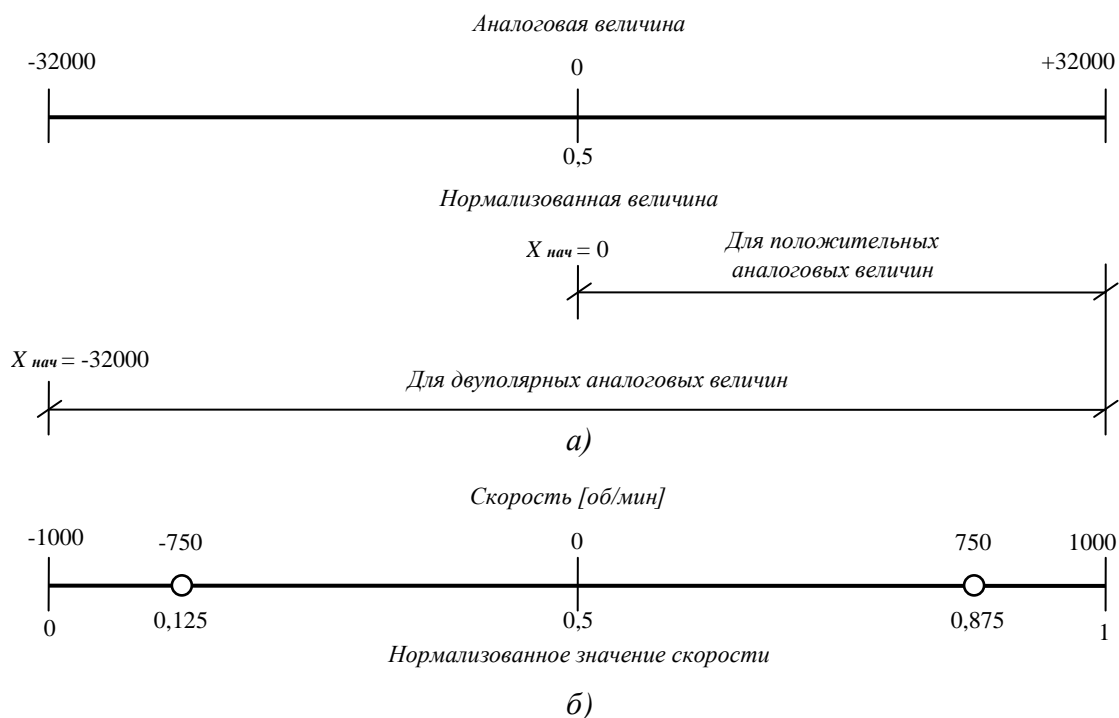 Аналоговая величина
-32000 0 +32000
0,5
Нормализованная величина
X нач = 0
Для положительных
аналоговых величин
X нач = -32000
Для двуполярных аналоговых величин
а)
Скорость [об/мин]
-1000 -750 0 750 1000
0 0,125 0,5 0,875 1
Нормализованное значение скорости
б)